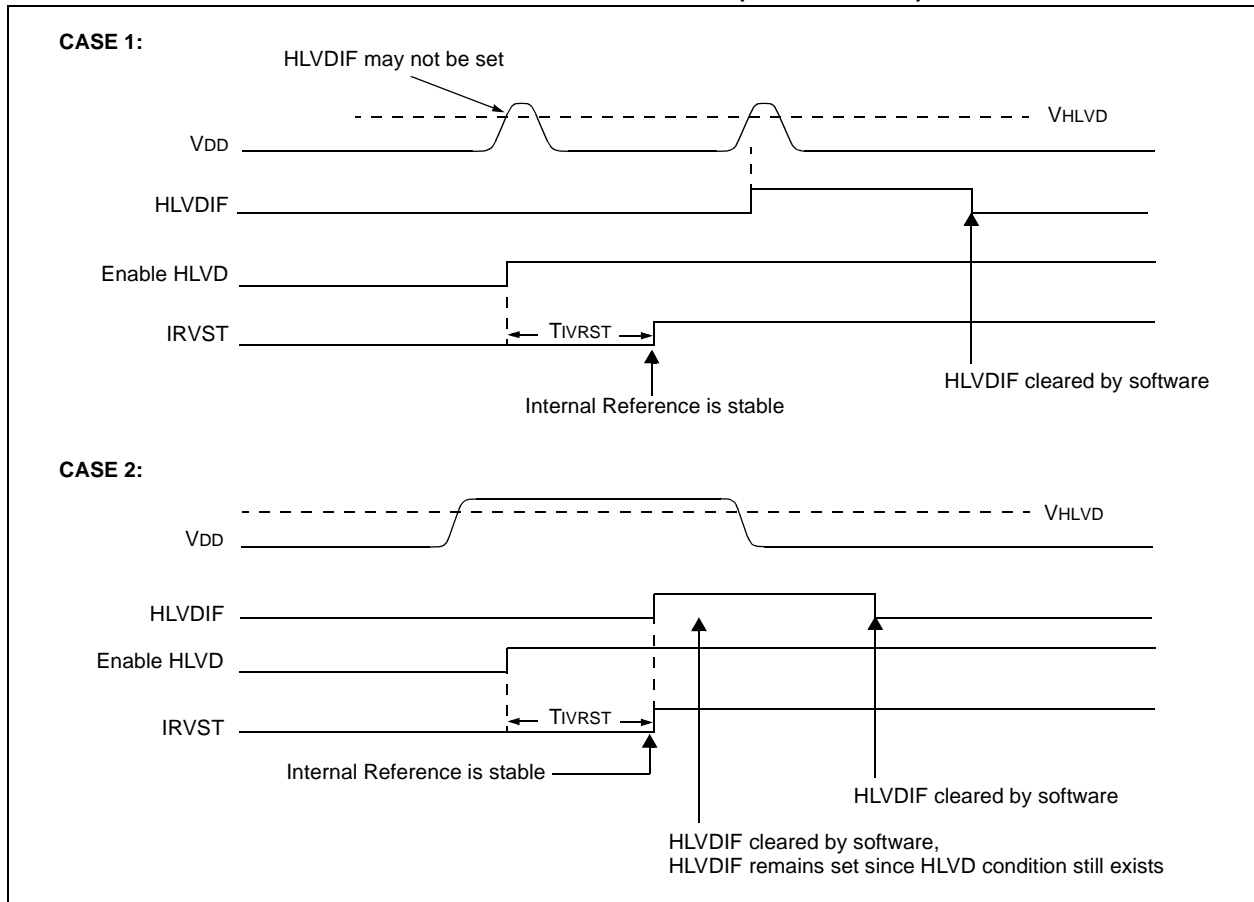 CASE 1:
HLVDIF may not be set
VHLVD
VDD
HLVDIF
Enable HLVD
TIVRST
IRVST
HLVDIF cleared by software
Internal Reference is stable
CASE 2:
VHLVD
VDD
HLVDIF
Enable HLVD
TIVRST
IRVST
Internal Reference is stable
HLVDIF cleared by software
HLVDIF cleared by software,
HLVDIF remains set since HLVD condition still exists